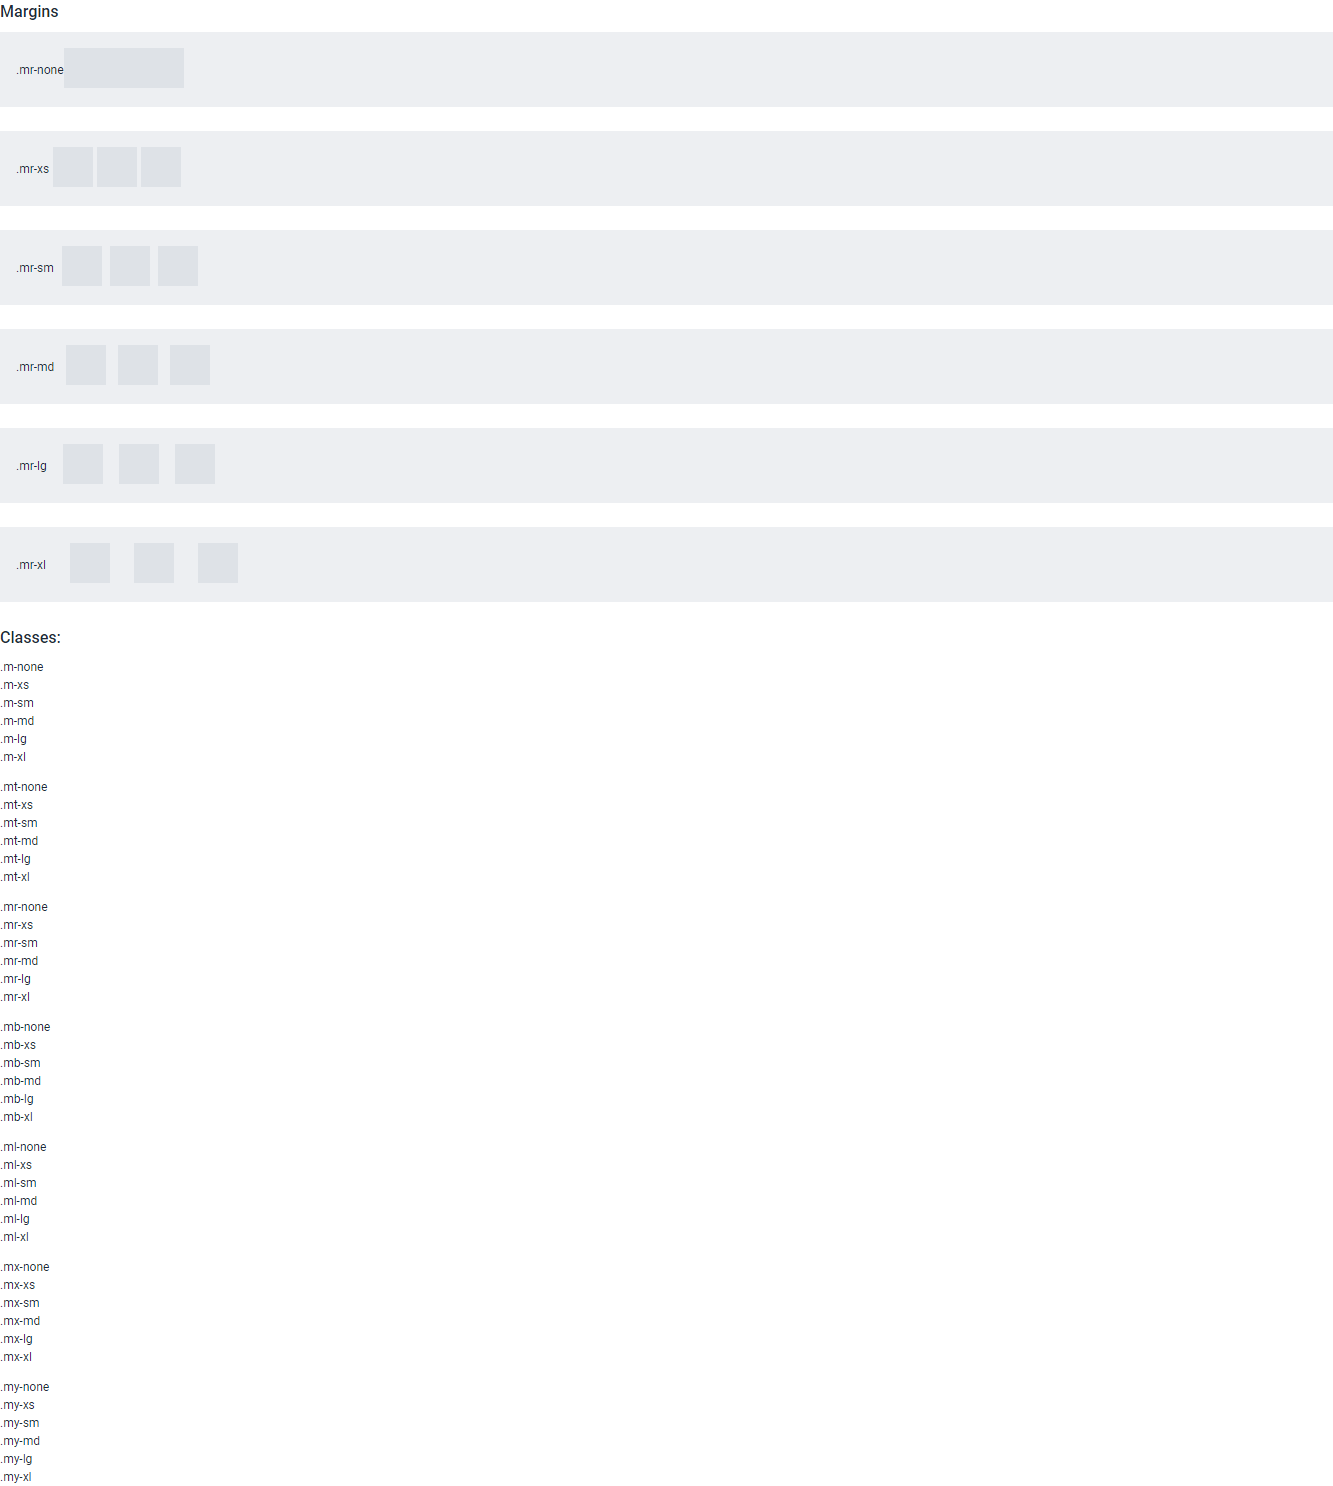 Margins
.mr-none
.mr-xs
.mr-sm
.mr-md
.mr-lg
.mr-xl
Classes:
.m-none
.m-xs
.m-sm
.m-md
.m-lg
.m-xl
.mt-none
.mt-xs
.mt-sm
.mt-md
.mt-lg
.mt-xl
.mr-none
.mr-xs
.mr-sm
.mr-md
.mr-lg
.mr-xl
.mb-none
.mb-xs
.mb-sm
.mb-md
.mb-lg
.mb-xl
.ml-none
.ml-xs
.ml-sm
.ml-md
.ml-lg
.ml-xl
.mx-none
.mx-xs
.mx-sm
.mx-md
.mx-lg
.mx-xl
.my-none
.my-xs
.my-sm
.my-md
.my-lg
.my-xl